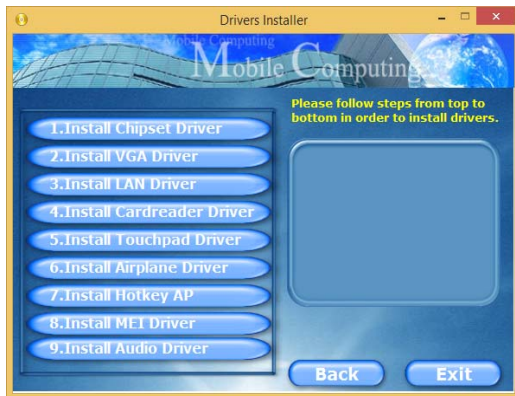 Drivers Installer
Mobile Computing
Mobile Computing
Please follow steps from top to
bottom in order to install drivers.
1.Install Chipset Driver
2.Install VGA Driver
3.Install LAN Driver
4.Install Cardreader Driver
5.Install Touchpad Driver
6.Install Airplane Driver
7.Install Hotkey AP
8.Install MEI Driver
9.Install Audio Driver
Back
Exit